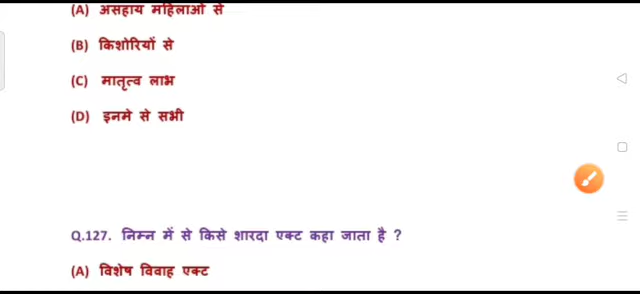 (A) असहाय महिलाओं से
(B) किशोरियों से
(C) मातृत्व लाभ
(D) इनमे से सभी
Q.127. निम्न में से किसे शारदा एक्ट कहा जाता है ?
(A) विशेष विवाह एक्ट